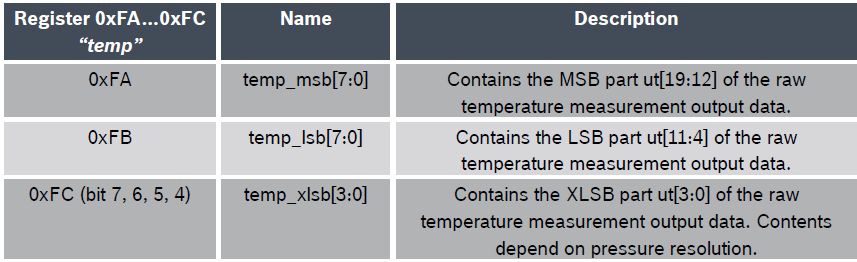 Register 0xFA…0xFC Name Description
“temp”
0xFA temp_msb[7:0] Contains the MSB part ut[19:12] of the raw
temperature measurement output data.
0xFB temp_lsb[7:0] Contains the LSB part ut[11:4] of the raw
temperature measurement output data.
0xFC (bit 7, 6, 5, 4) temp_xlsb[3:0] Contains the XLSB part ut[3:0] of the raw
temperature measurement output data. Contents
depend on pressure resolution.